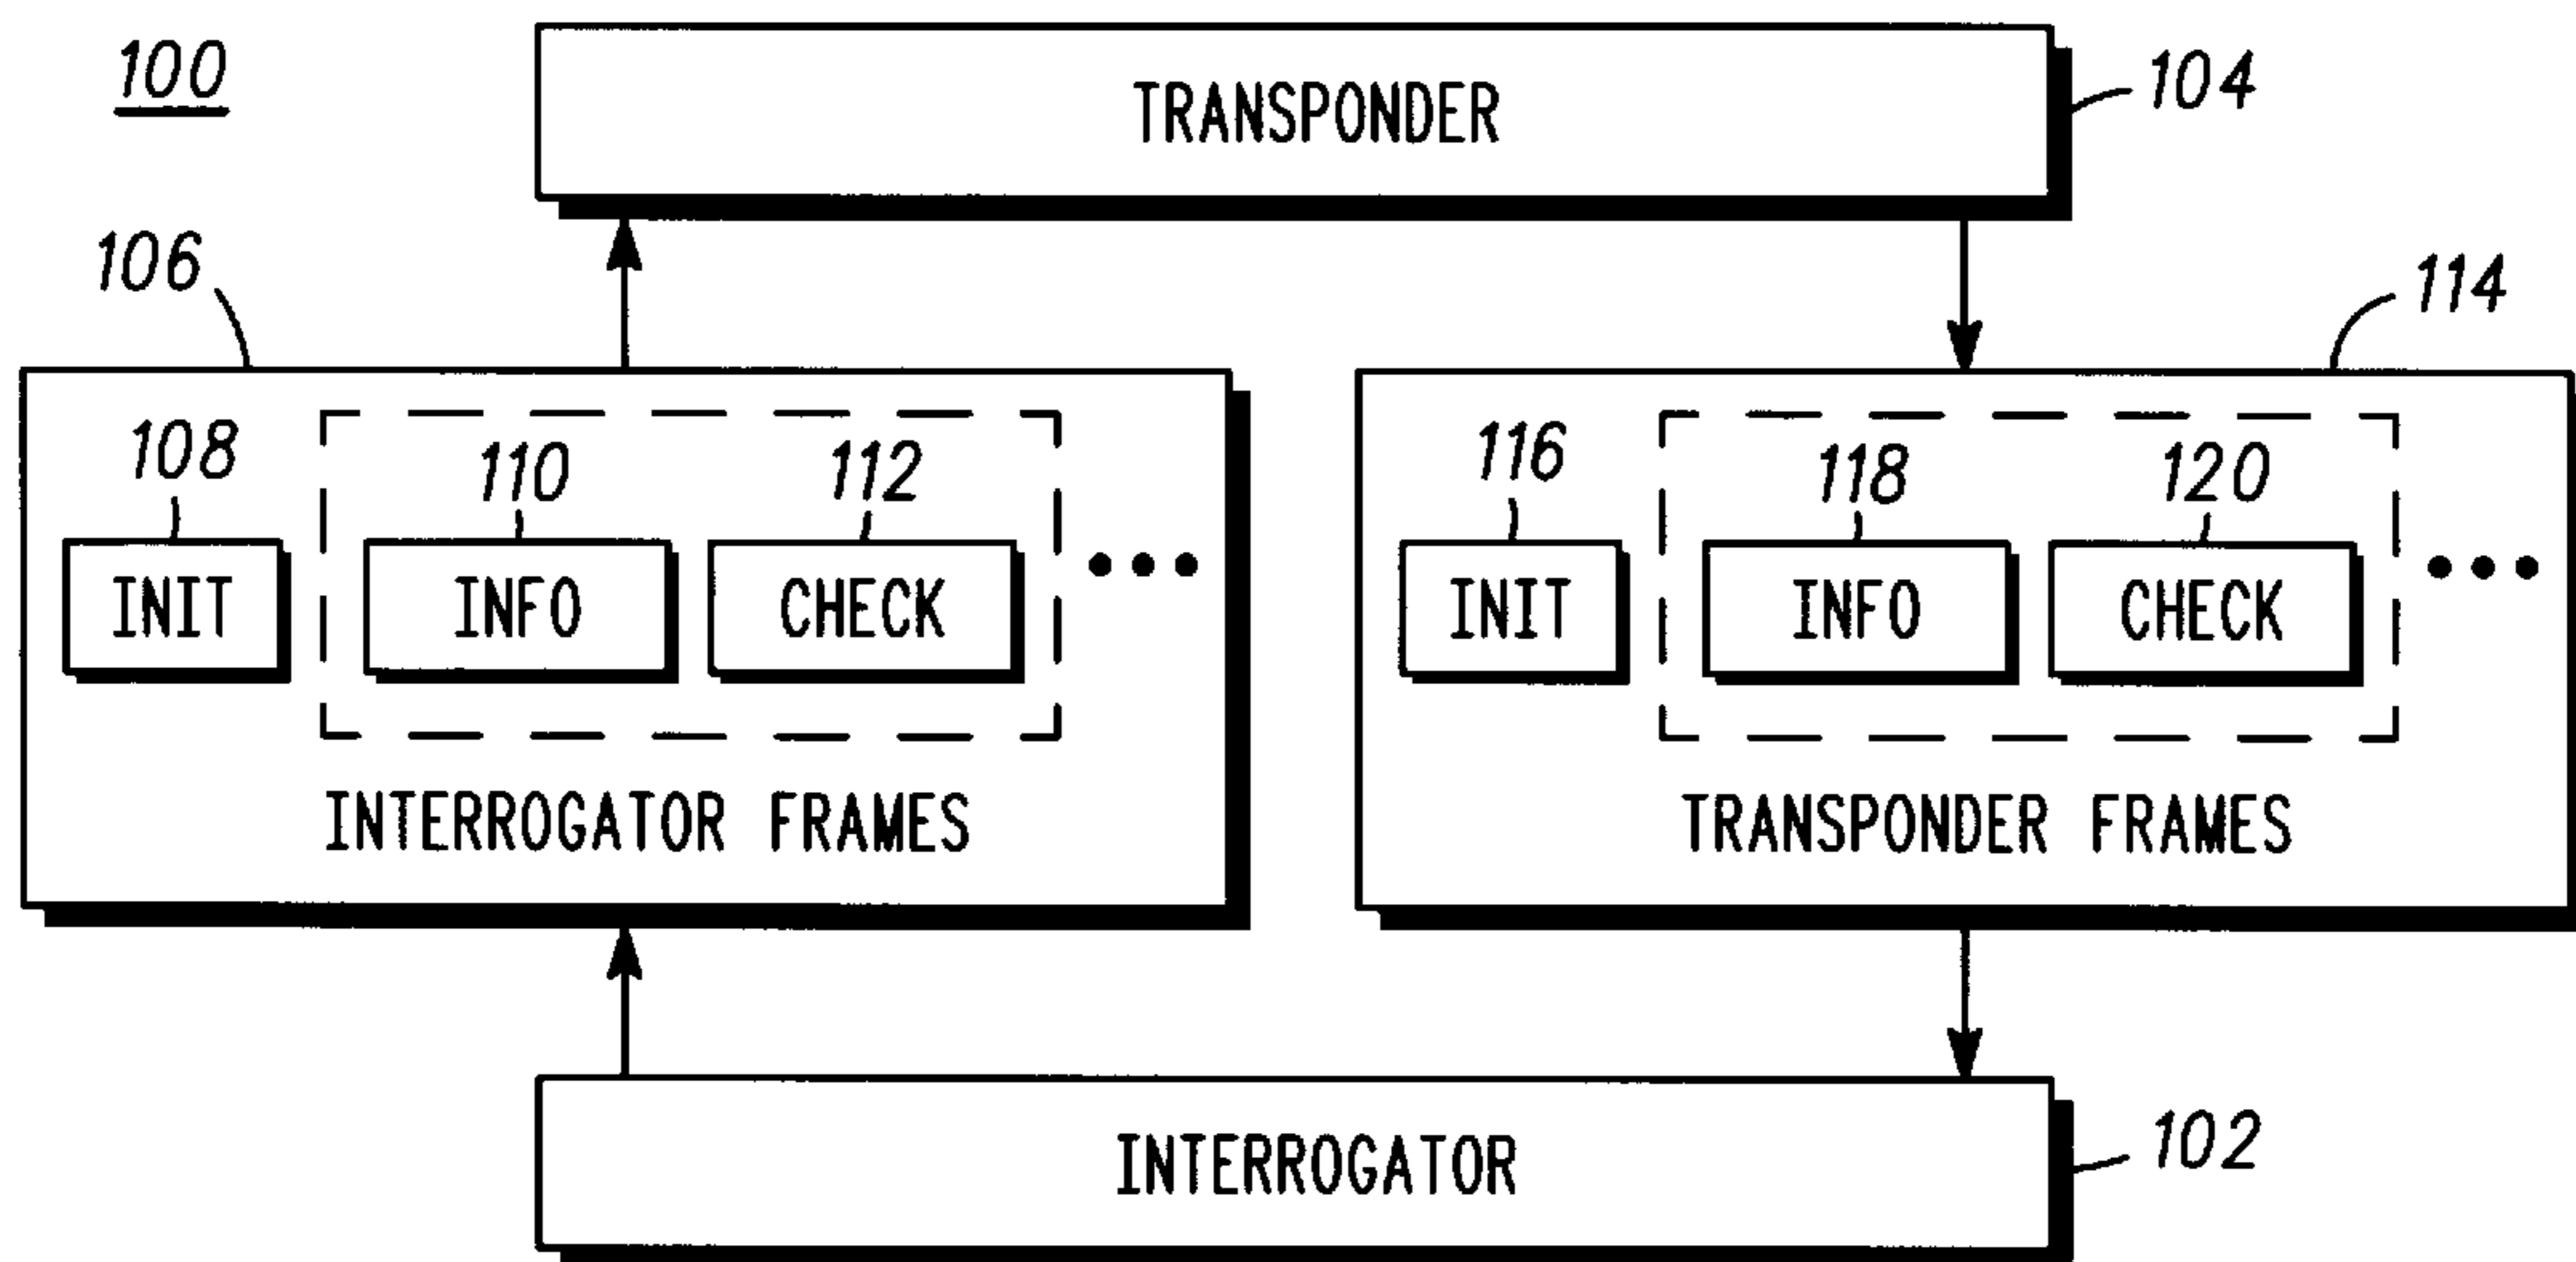 100
TRANSPONDER
104
106
114
108
110
112
116
118
120
INIT
INFO
CHECK
INIT
INFO
CHECK
INTERROGATOR FRAMES
TRANSPONDER FRAMES
INTERROGATOR
102